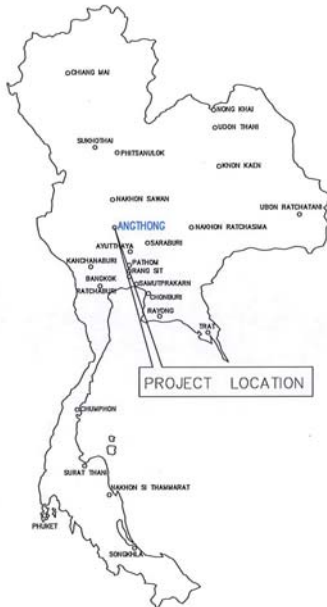 CHIANG MAI
NONG KHAI
UDON THANI
SUKHOTHAI
PHITSANULOK
KHON KAEN
NAKHON SAWAN
UBON RATCHATANI
ANGTHONG
NAKHON RATCHASIMA
AYUTTHAYA
SARABURI
KANCHANABURI
PATHOM
RANG SIT
BANGKOK
SAMUTPRAKARN
RATCHABURI
CHONBURI
RAYONG
TRAT
PROJECT LOCATION
CHUMPHON
SURAT THANI
NAKHON SI THAMMARAT
PHUKET
SONGKHLA